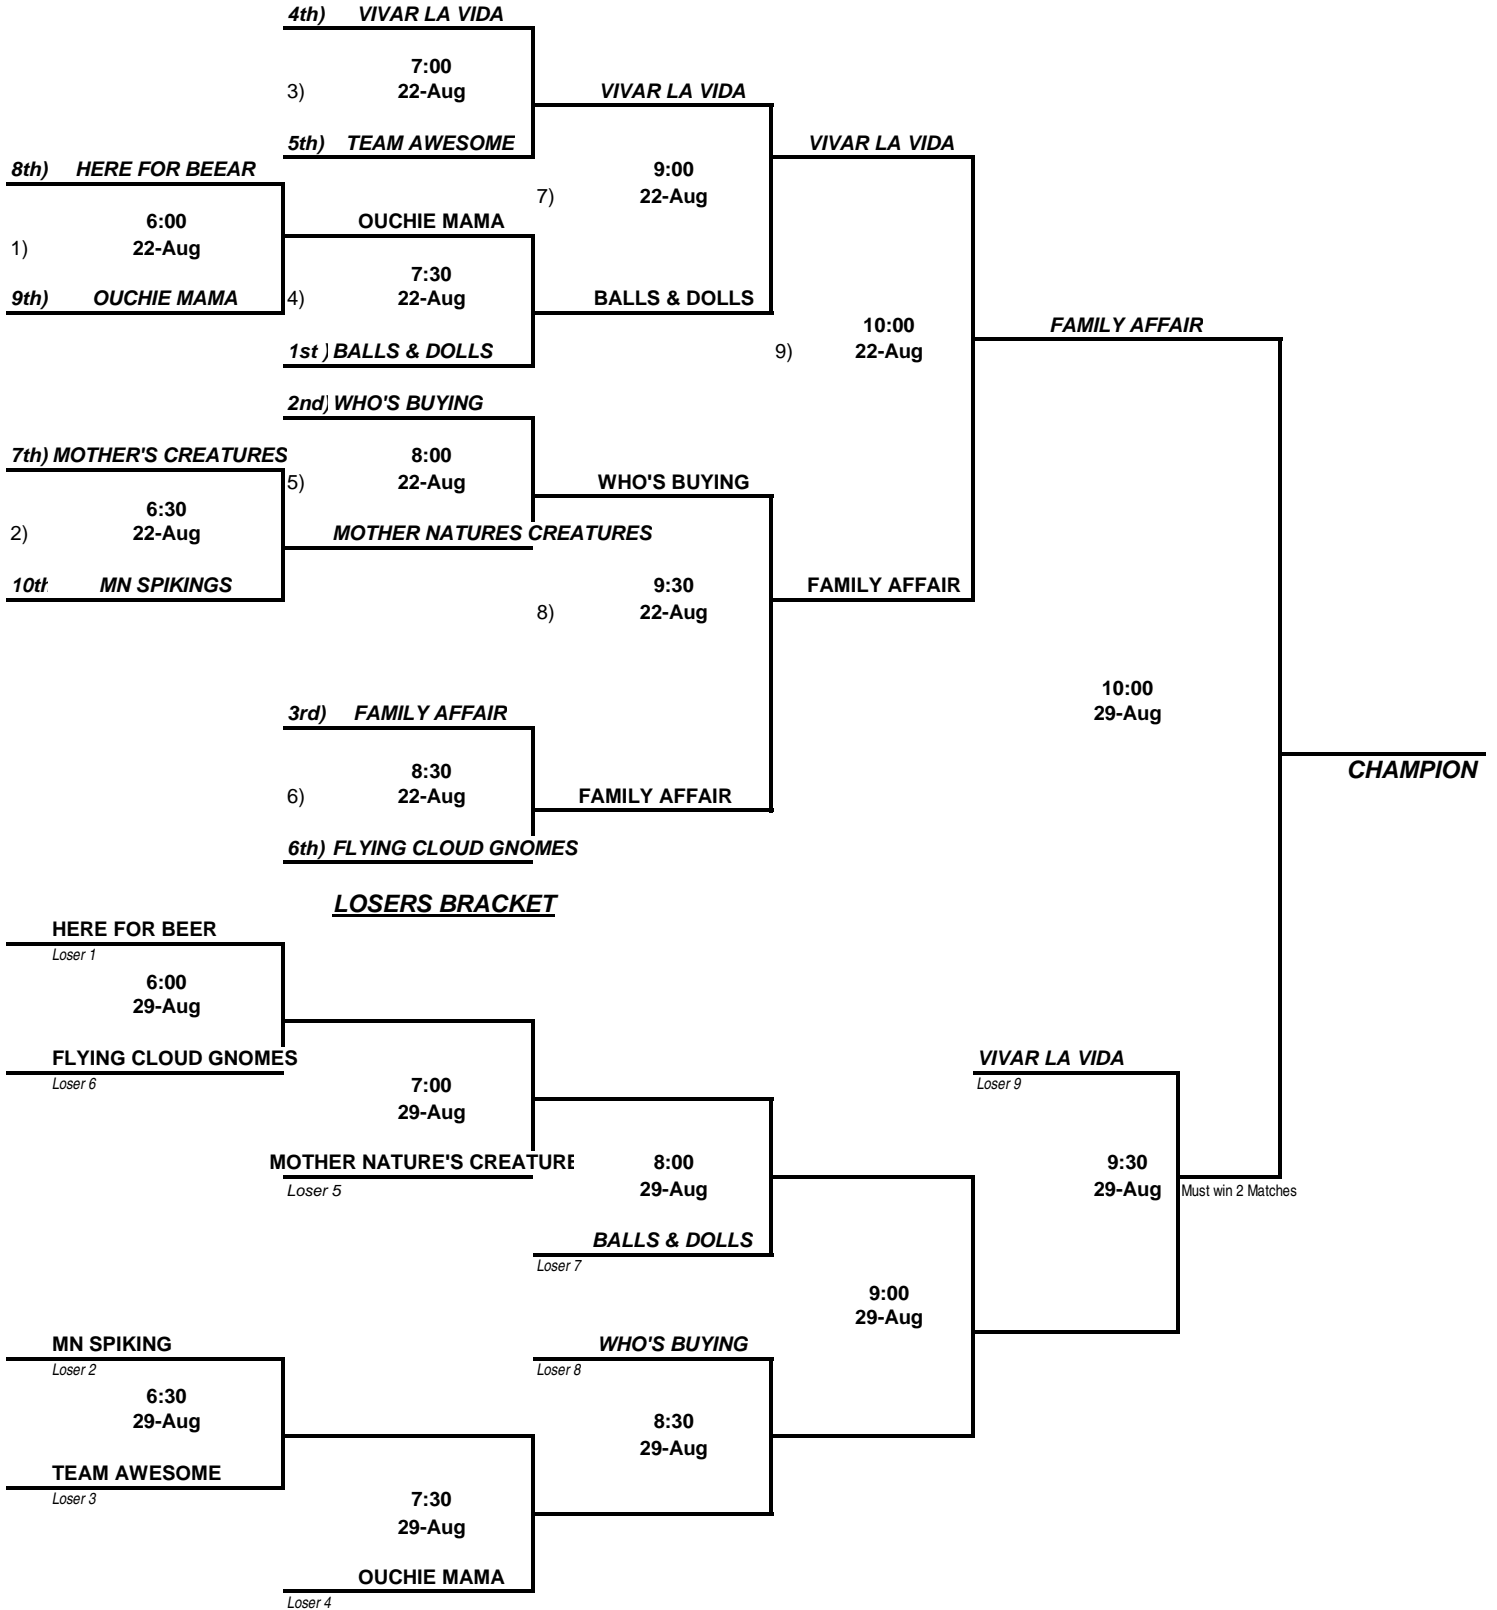 4th) VIVAR LA VIDA
7:00
3) 22-Aug
VIVAR LA VIDA
5th) TEAM AWESOME
VIVAR LA VIDA
8th) HERE FOR BEEAR
9:00
7) 22-Aug
6:00
OUCHIE MAMA
1) 22-Aug
7:30
9th) OUCHIE MAMA
4) 22-Aug
BALLS & DOLLS
10:00
FAMILY AFFAIR
1st ) BALLS & DOLLS
9) 22-Aug
2nd) WHO'S BUYING
7th) MOTHER'S CREATURES
8:00
5) 22-Aug
WHO'S BUYING
6:30
2) 22-Aug
MOTHER NATURES CREATURES
10th MN SPIKINGS
9:30
FAMILY AFFAIR
8) 22-Aug
10:00
29-Aug
3rd) FAMILY AFFAIR
8:30
6) 22-Aug
FAMILY AFFAIR
CHAMPION
6th) FLYING CLOUD GNOMES
LOSERS BRACKET
HERE FOR BEER
Loser 1
6:00
29-Aug
FLYING CLOUD GNOMES
Loser 6
VIVAR LA VIDA
Loser 9
7:00
29-Aug
MOTHER NATURE'S CREATURE
Loser 5
8:00
29-Aug
9:30
29-Aug
Must win 2 Matches
BALLS & DOLLS
Loser 7
9:00
29-Aug
MN SPIKING
Loser 2
WHO'S BUYING
Loser 8
6:30
29-Aug
8:30
29-Aug
TEAM AWESOME
Loser 3
7:30
29-Aug
OUCHIE MAMA
Loser 4